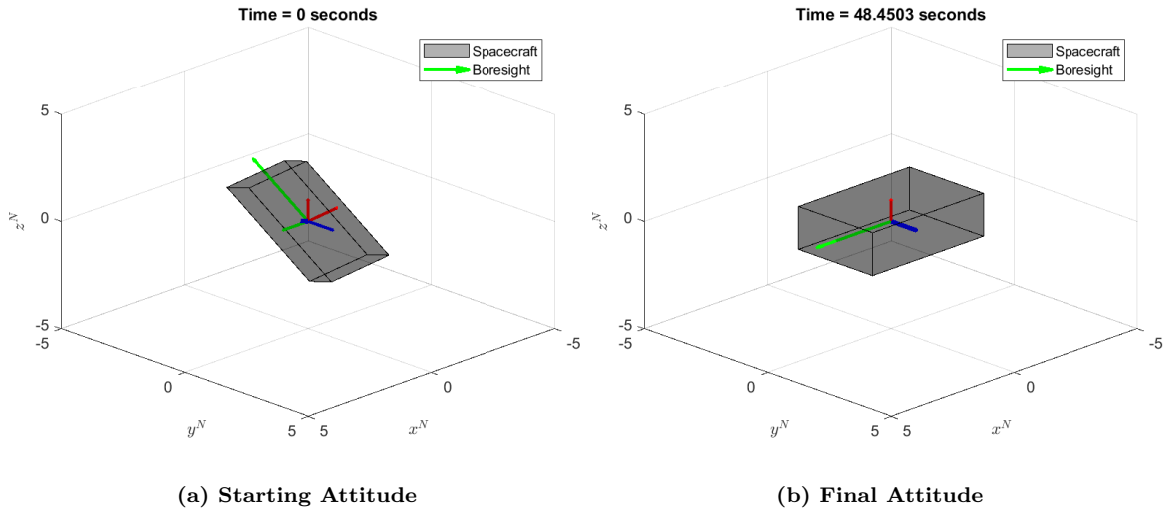 Time = 0 seconds
Spacecraft
Boresight
5
0
-5
z^N
-5
0
5
y^N
5
0
-5
x^N
(a) Starting Attitude
Time = 48.4503 seconds
Spacecraft
Boresight
5
0
-5
z^N
-5
0
5
y^N
5
0
-5
x^N
(b) Final Attitude